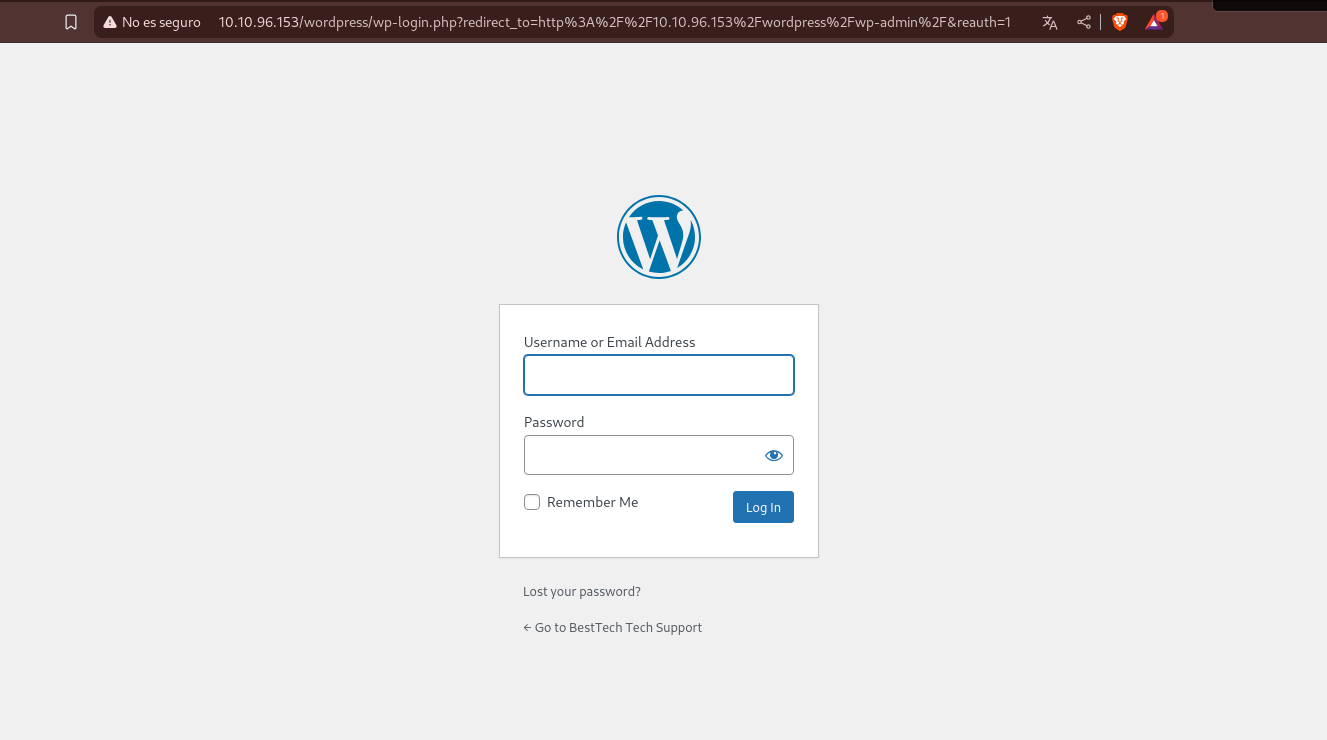 No es seguro 10.10.96.153/wordpress/wp-login.php?redirect_to=http%3A%2F%2F10.10.96.153%2Fwordpress%2Fwp-admin%2F&reauth=1
1
Username or Email Address
Password
Remember Me
Log In
Lost your password?
← Go to BestTech Tech Support